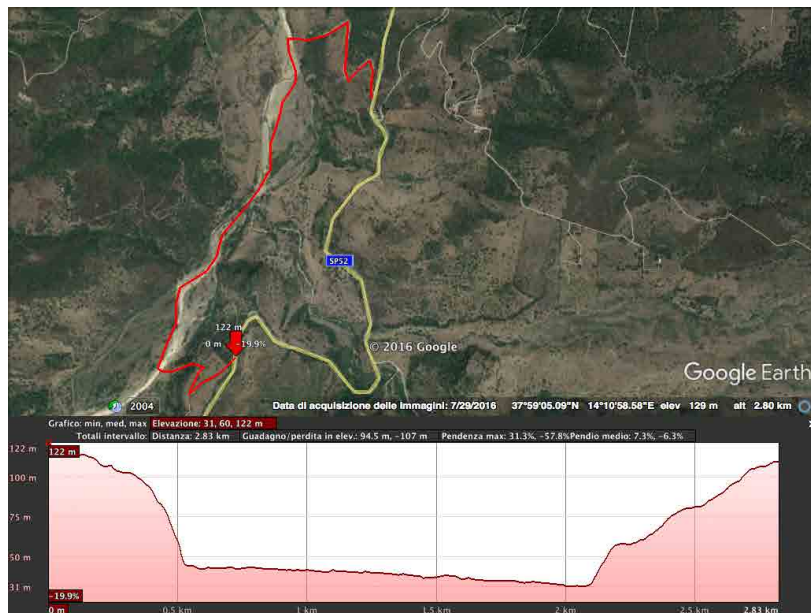 SP52
122 m
0 m -19.9%
© 2016 Google
Google Earth
2004
Data di acquisizione delle immagini: 7/29/2016 37°59'05.09"N 14°10'58.58"E elev 129 m alt 2.80 km
Grafico: min, med, max Elevazione: 31, 60, 122 m
Totali intervallo: Distanza: 2.83 km Guadagno/perdita in elev.: 94.5 m, -107 m Pendenza max: 31.3%, -57.8% Pendio medio: 7.3%, -6.3%
122 m 122 m
100 m
75 m
50 m
31 m
-19.9%
0 m 0.5 km 1 km 1.5 km 2 km 2.5 km 2.83 km